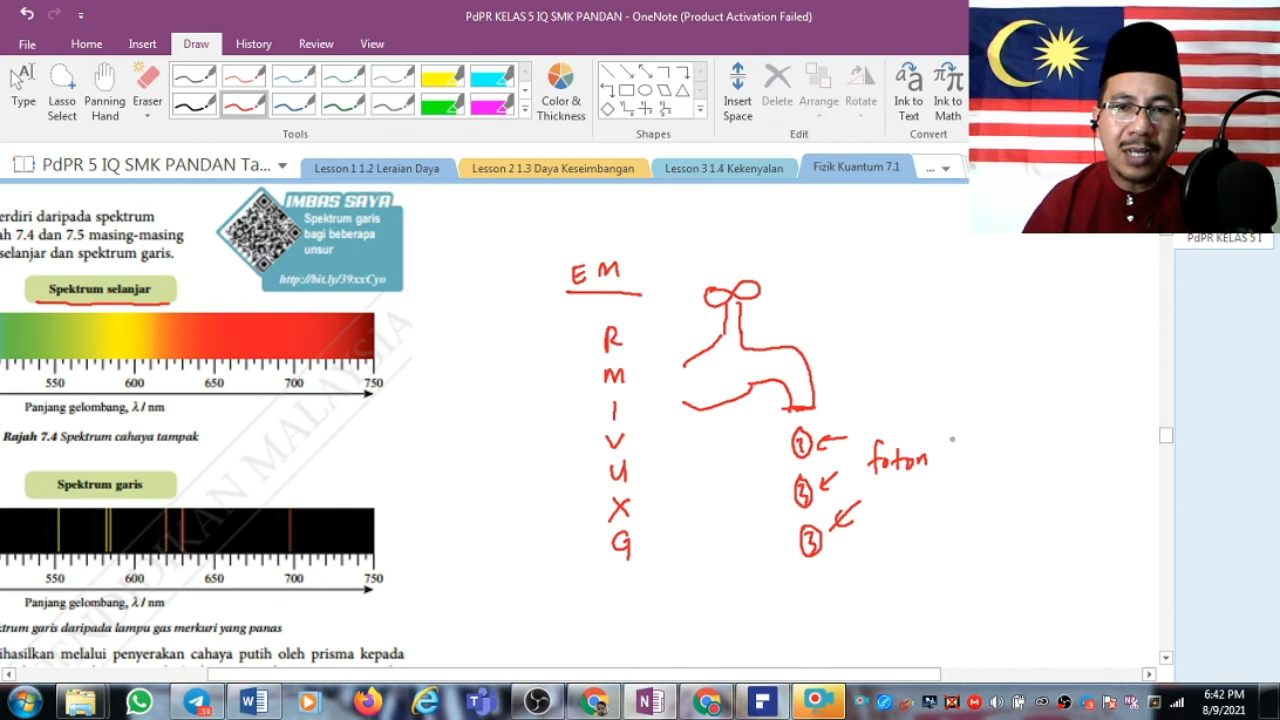 PdPR KELAS 5 IQ SMK PANDAN - OneNote (Product Activation Failed)
File Home Insert Draw History Review View
Type
Lasso Select
Panning Hand
Eraser
Color & Thickness
Insert Space
Delete
Arrange
Rotate
Ink to Text
Ink to Math
Tools
Shapes
Edit
Convert
PdPR 5 IQ SMK PANDAN Ta...
Lesson 1 1.2 Leraian Daya
Lesson 2 1.3 Daya Keseimbangan
Lesson 3 1.4 Kekenyalan
Fizik Kuantum 7.1
...
PdPR KELAS 5 I
erdiri daripada spektrum
ah 7.4 dan 7.5 masing-masing
selanjar dan spektrum garis.
IMBAS SAYA
Spektrum garis
bagi beberapa
unsur
http://bit.ly/39xxCyo
Spektrum selanjar
550 600 650 700 750
Panjang gelombang, λ / nm
Rajah 7.4 Spektrum cahaya tampak
Spektrum garis
550 600 650 700 750
Panjang gelombang, λ / nm
ktrum garis daripada lampu gas merkuri yang panas
ihasilkan melalui penyerakan cahaya putih oleh prisma kepada
PENDIDIKAN MALAYSIA
EM
R
M
I
V
U
X
G
foton
6:42 PM
8/9/2021